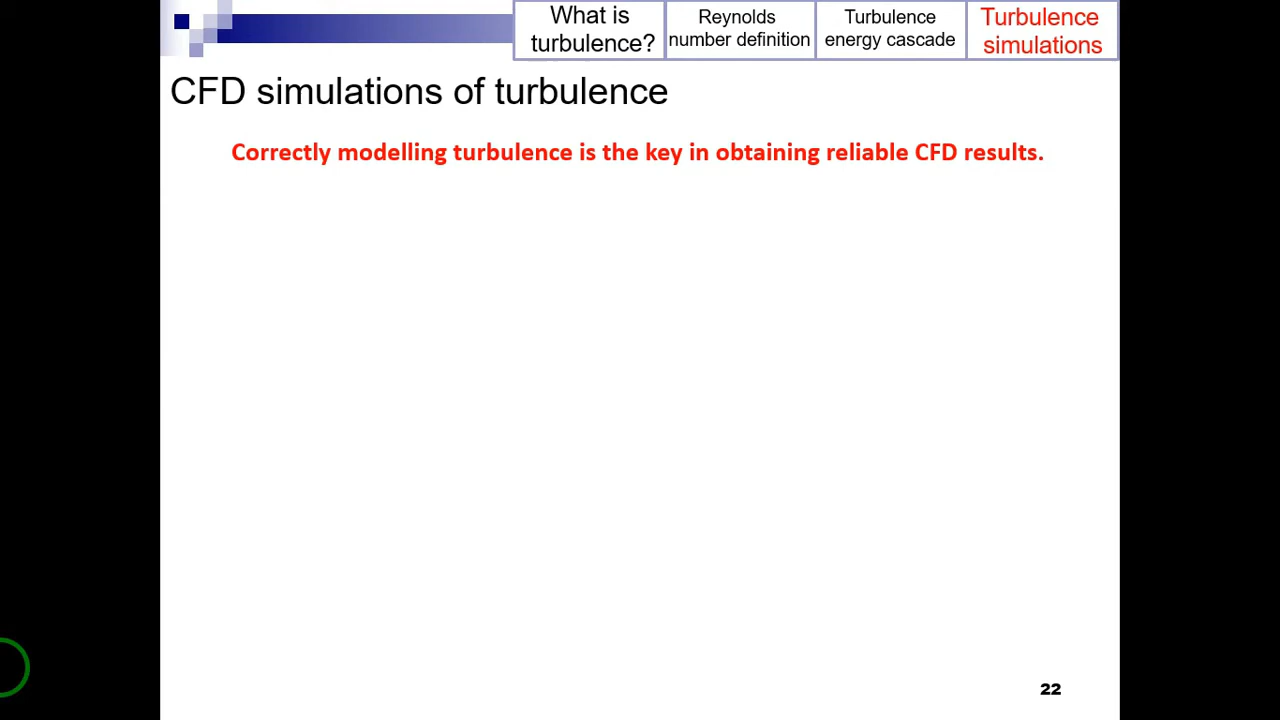 What is
turbulence?
Reynolds
number definition
Turbulence
energy cascade
Turbulence
simulations
CFD simulations of turbulence
Correctly modelling turbulence is the key in obtaining reliable CFD results.
22